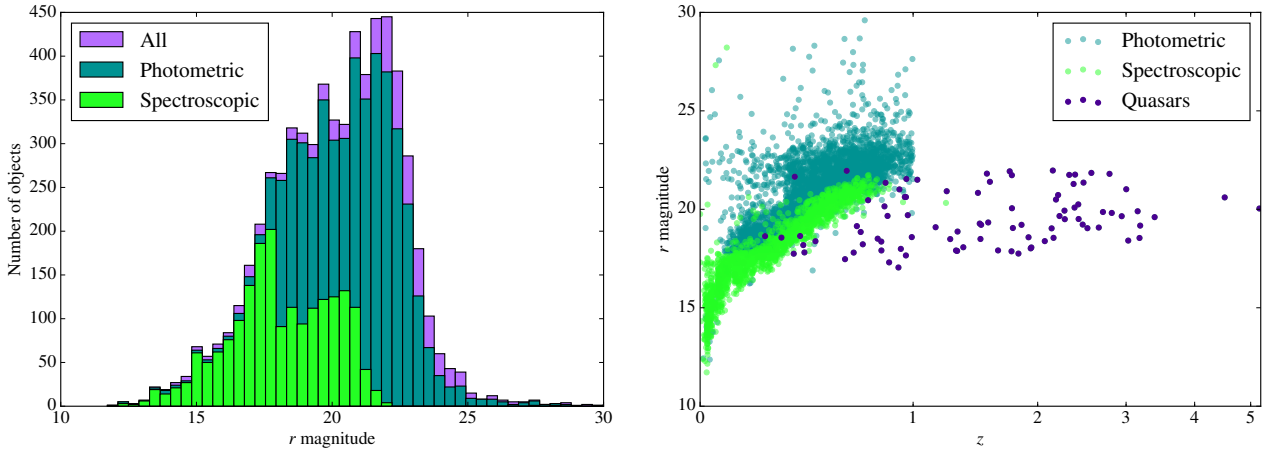 450
400
350
300
250
200
150
100
50
0
Number of objects
All
Photometric
Spectroscopic
10 15 20 25 30
r magnitude
30
25
20
15
10
r magnitude
Photometric
Spectroscopic
Quasars
0 1 2 3 4 5
z